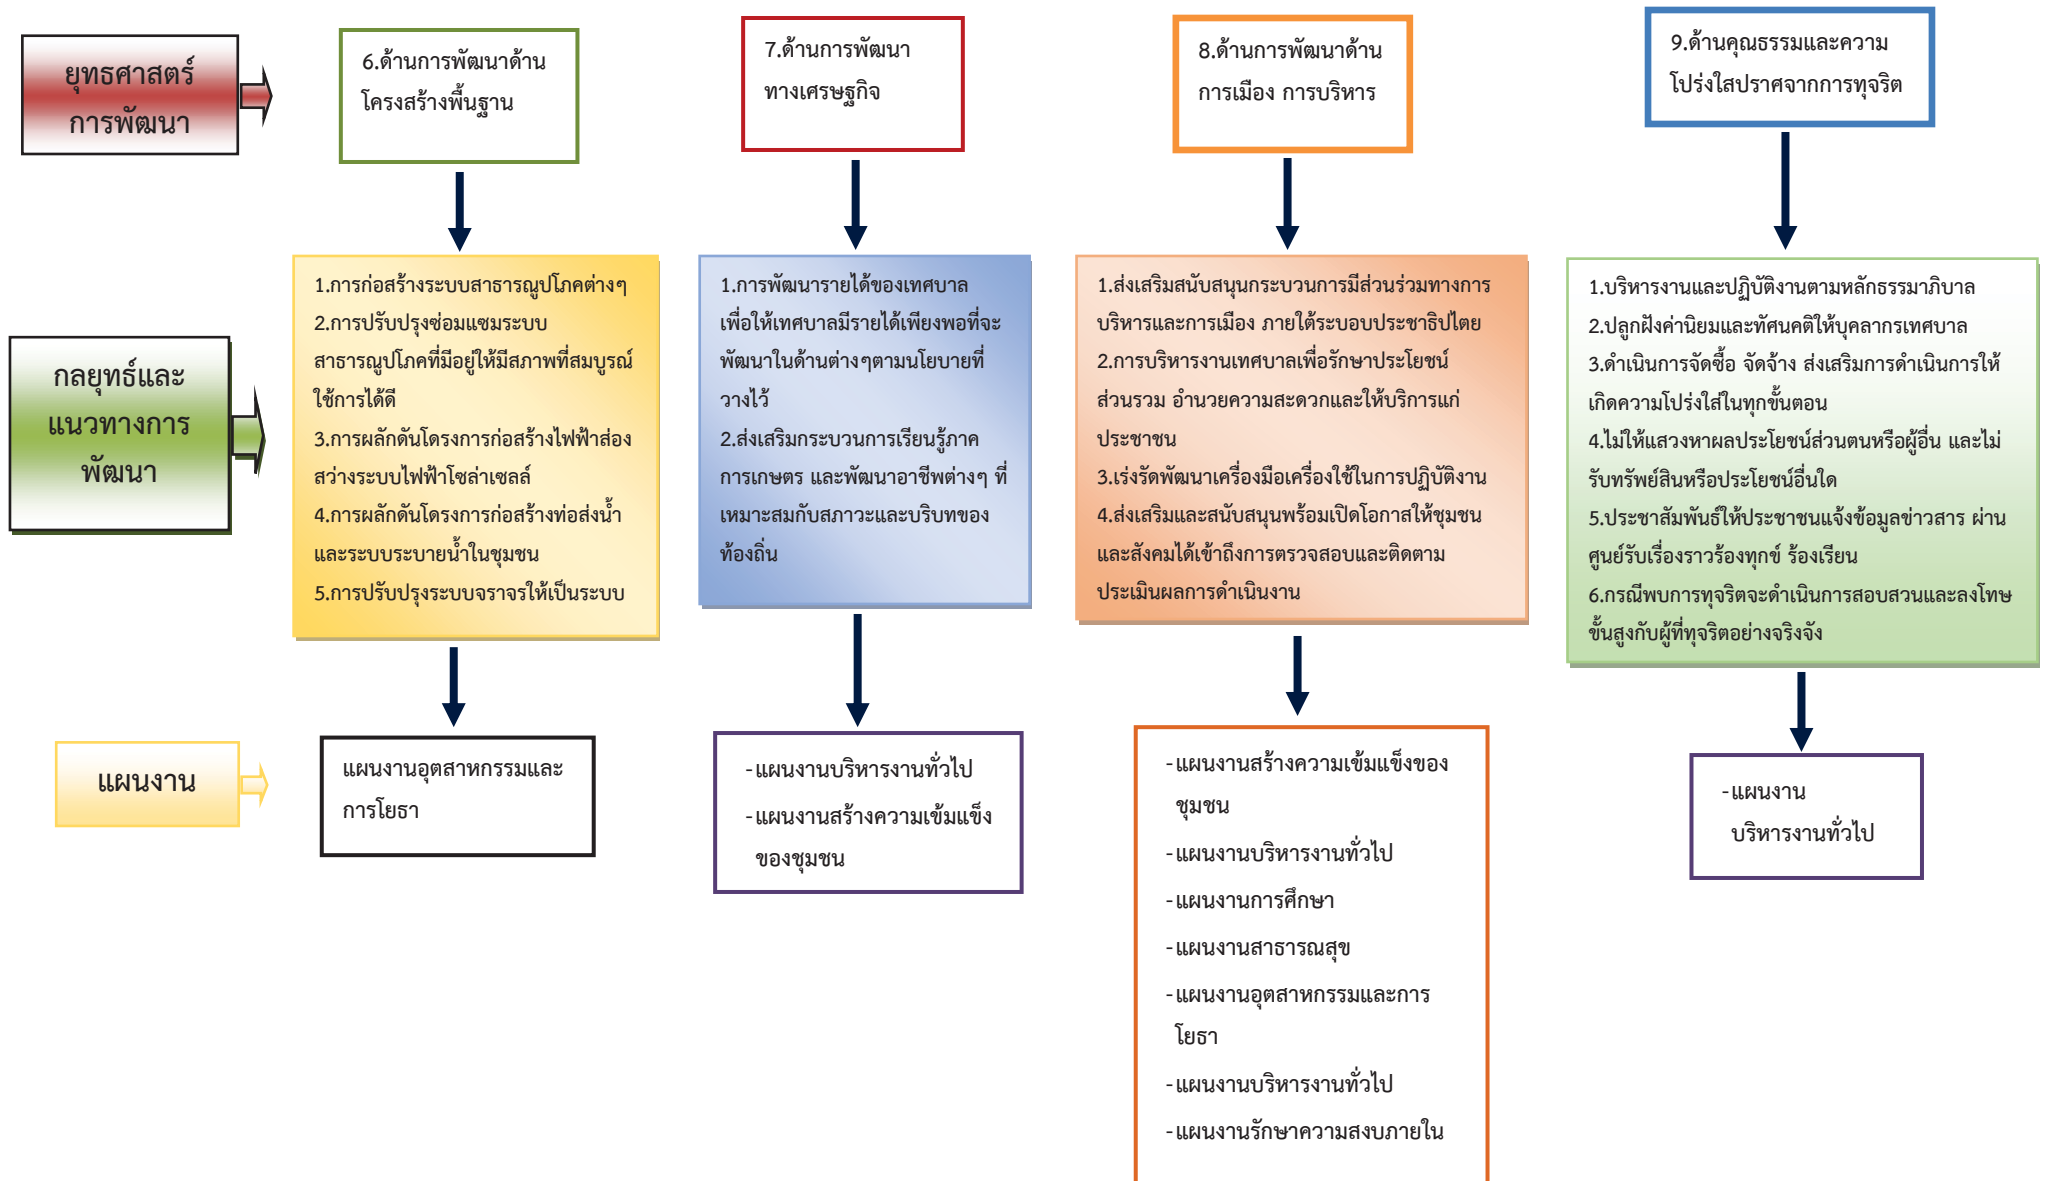 ยุทธศาสตร์
การพัฒนา
6.ด้านการพัฒนาด้าน
โครงสร้างพื้นฐาน
7.ด้านการพัฒนา
ทางเศรษฐกิจ
8.ด้านการพัฒนาด้าน
การเมือง การบริหาร
9.ด้านคุณธรรมและความ
โปร่งใสปราศจากการทุจริต
กลยุทธ์และ
แนวทางการ
พัฒนา
1.การก่อสร้างระบบสาธารณูปโภคต่างๆ
2.การปรับปรุงซ่อมแซมระบบ
สาธารณูปโภคที่มีอยู่ให้มีสภาพที่สมบูรณ์
ใช้การได้ดี
3.การผลักดันโดรงการก่อสร้างไฟฟ้าส่อง
สว่างระบบไฟฟ้าโซล่าเซลล์
4.การผลักดันโดรงการก่อสร้างท่อส่งน้ำ
และระบบระบายน้ำในชุมชน
5.การปรับปรุงระบบจราจรให้เป็นระบบ
1.การพัฒนารายได้ของเทศบาล
เพื่อให้เทศบาลมีรายได้เพียงพอที่จะ
พัฒนาในด้านต่างๆตามนโยบายที่
วางไว้
2.ส่งเสริมกระบวนการเรียนรู้ภาค
การเกษตร และพัฒนาอาชีพต่างๆ ที่
เหมาะสมกับสภาวะและบริบทของ
ท้องถิ่น
1.ส่งเสริมสนับสนุนกระบวนการมีส่วนร่วมทางการ
บริหารและการเมือง ภายใต้ระบอบประชาธิปไตย
2.การบริหารงานเทศบาลเพื่อรักษาประโยชน์
ส่วนรวม อำนวยความสะดวกและให้บริการแก่
ประชาชน
3.เร่งรัดพัฒนาเครื่องมือเครื่องใช้ในการปฏิบัติงาน
4.ส่งเสริมและสนับสนุนพร้อมเปิดโอกาสให้ชุมชน
และสังคมได้เข้าถึงการตรวจสอบและติดตาม
ประเมินผลการดำเนินงาน
1.บริหารงานและปฏิบัติงานตามหลักธรรมาภิบาล
2.ปลูกฝังค่านิยมและทัศนคติให้บุคลากรเทศบาล
3.ดำเนินการจัดซื้อ จัดจ้าง ส่งเสริมการดำเนินการให้
เกิดความโปร่งใส่ในทุกขั้นตอน
4.ไม่ให้แสวงหาผลประโยชน์ส่วนตนหรือผู้อื่น และไม่
รับทรัพย์สินหรือประโยชน์อื่นใด
5.ประชาสัมพันธ์ให้ประชาชนแจ้งข้อมูลข่าวสาร ผ่าน
ศูนย์รับเรื่องราวร้องทุกข์ ร้องเรียน
6.กรณีพบการทุจริตจะดำเนินการสอบสวนและลงโทษ
ขั้นสูงกับผู้ที่ทุจริตอย่างจริงจัง
แผนงาน
แผนงานอุตสาหกรรมและ
การโยธา
-แผนงานบริหารงานทั่วไป
-แผนงานสร้างความเข้มแข็ง
ของชุมชน
-แผนงานสร้างความเข้มแข็งของ
ชุมชน
-แผนงานบริหารงานทั่วไป
-แผนงานการศึกษา
-แผนงานสาธารณสุข
-แผนงานอุตสาหกรรมและการ
โยธา
-แผนงานบริหารงานทั่วไป
-แผนงานรักษาความสงบภายใน
-แผนงาน
บริหารงานทั่วไป